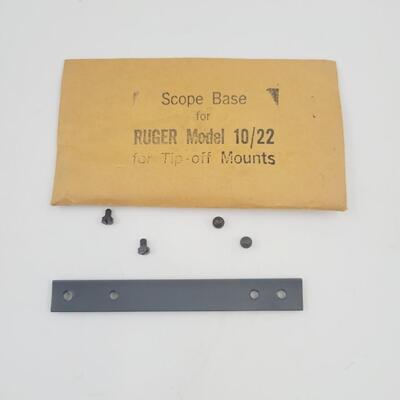 Scope Base
for
RUGER Model 10/22
for Tip-off Mounts